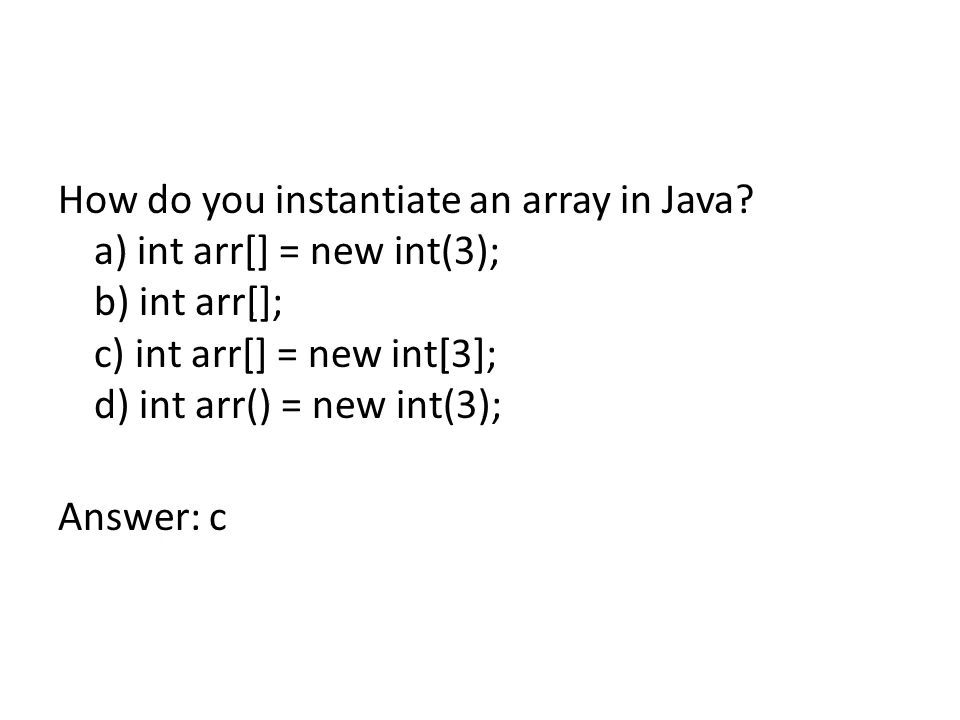 How do you instantiate an array in Java?
a) int arr[] = new int(3);
b) int arr[];
c) int arr[] = new int[3];
d) int arr() = new int(3);
Answer: c